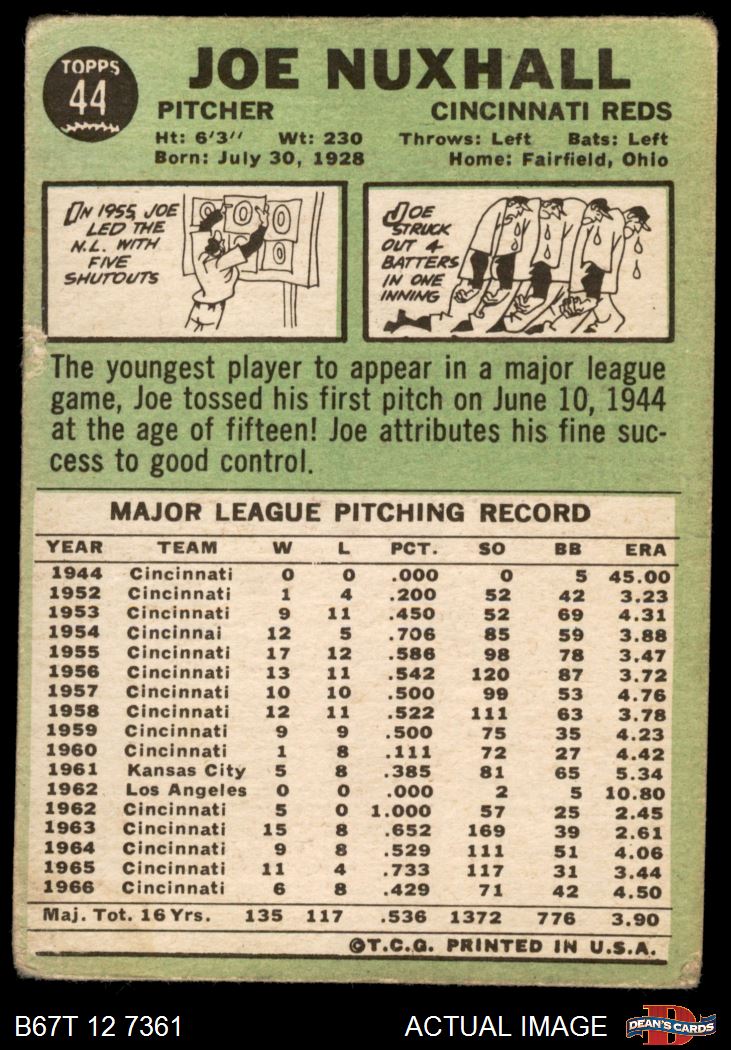 TOPPS
44
JOE NUXHALL
PITCHER CINCINNATI REDS
Ht: 6'3" Wt: 230 Throws: Left Bats: Left
Born: July 30, 1928 Home: Fairfield, Ohio
IN 1955, JOE
LED THE
N.L. WITH
FIVE
SHUTOUTS
0 0 0
0
JOE
STRUCK
OUT 4
BATTERS
IN ONE
INNING
The youngest player to appear in a major league
game, Joe tossed his first pitch on June 10, 1944
at the age of fifteen! Joe attributes his fine suc-
cess to good control.
MAJOR LEAGUE PITCHING RECORD
YEAR TEAM W L PCT. SO BB ERA
1944 Cincinnati 0 0 .000 0 5 45.00
1952 Cincinnati 1 4 .200 52 42 3.23
1953 Cincinnati 9 11 .450 52 69 4.31
1954 Cincinnai 12 5 .706 85 59 3.88
1955 Cincinnati 17 12 .586 98 78 3.47
1956 Cincinnati 13 11 .542 120 87 3.72
1957 Cincinnati 10 10 .500 99 53 4.76
1958 Cincinnati 12 11 .522 111 63 3.78
1959 Cincinnati 9 9 .500 75 35 4.23
1960 Cincinnati 1 8 .111 72 27 4.42
1961 Kansas City 5 8 .385 81 65 5.34
1962 Los Angeles 0 0 .000 2 5 10.80
1962 Cincinnati 5 0 1.000 57 25 2.45
1963 Cincinnati 15 8 .652 169 39 2.61
1964 Cincinnati 9 8 .529 111 51 4.06
1965 Cincinnati 11 4 .733 117 31 3.44
1966 Cincinnati 6 8 .429 71 42 4.50
Maj. Tot. 16 Yrs. 135 117 .536 1372 776 3.90
©T.C.G. PRINTED IN U.S.A.
B67T 12 7361 ACTUAL IMAGE
D
DEAN'S CARDS